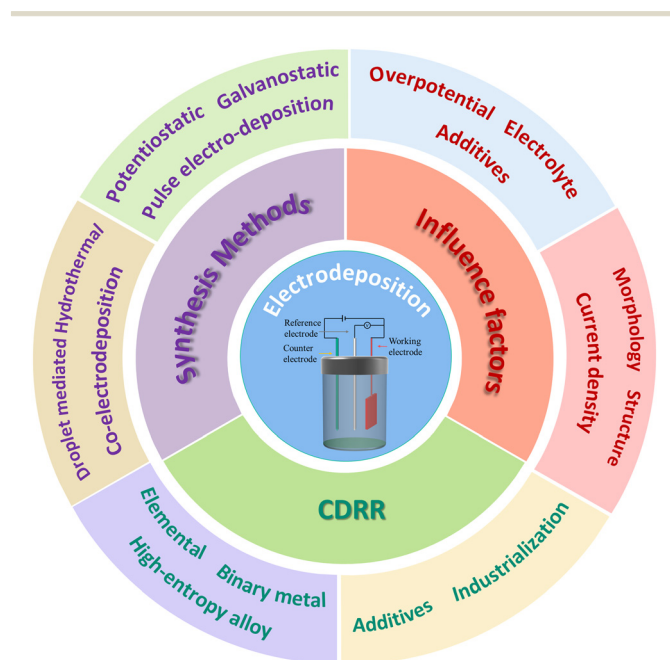 Potentiostatic Galvanostatic
Pulse electro-deposition
Overpotential Electrolyte
Additives
Synthesis Methods
Influence factors
Electrodeposition
Reference
electrode
Counter
electrode
V
Working
electrode
Droplet mediated Hydrothermal
Co-electrodeposition
Morphology Structure
Current density
CDRR
Elemental Binary metal
High-entropy alloy
Additives Industrialization